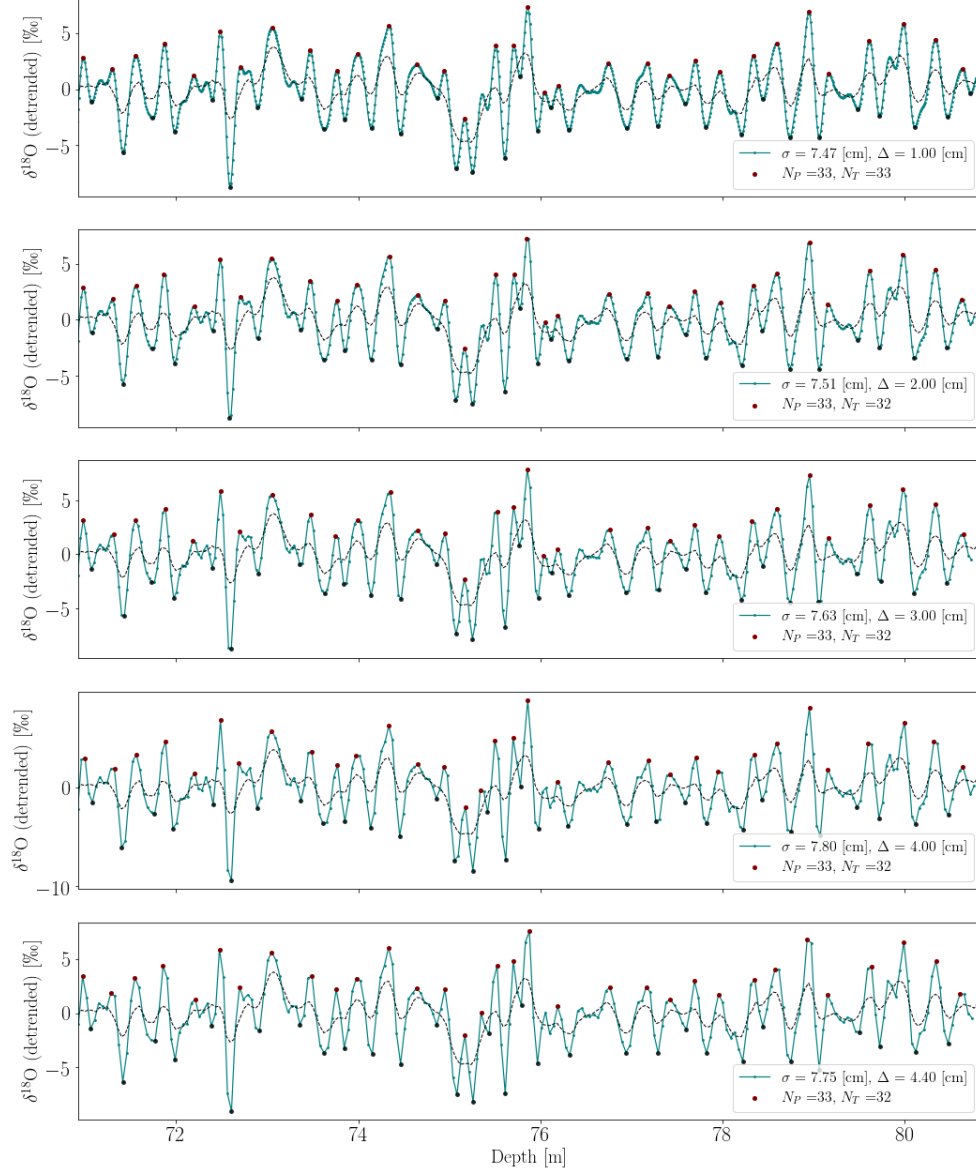 δ¹⁸O (detrended) [‰]
5
0
−5
σ = 7.47 [cm], Δ = 1.00 [cm]
N_P =33, N_T =33
δ¹⁸O (detrended) [‰]
5
0
−5
σ = 7.51 [cm], Δ = 2.00 [cm]
N_P =33, N_T =32
δ¹⁸O (detrended) [‰]
5
0
−5
σ = 7.63 [cm], Δ = 3.00 [cm]
N_P =33, N_T =32
δ¹⁸O (detrended) [‰]
0
−10
σ = 7.80 [cm], Δ = 4.00 [cm]
N_P =33, N_T =32
δ¹⁸O (detrended) [‰]
5
0
−5
σ = 7.75 [cm], Δ = 4.40 [cm]
N_P =33, N_T =32
72 74 76 78 80
Depth [m]